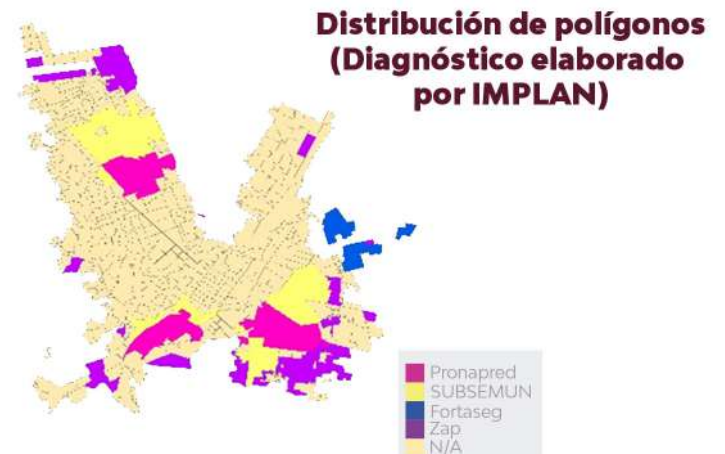 Distribución de polígonos
(Diagnóstico elaborado
por IMPLAN)
Pronapred
SUBSEMUN
Fortaseg
Zap
N/A